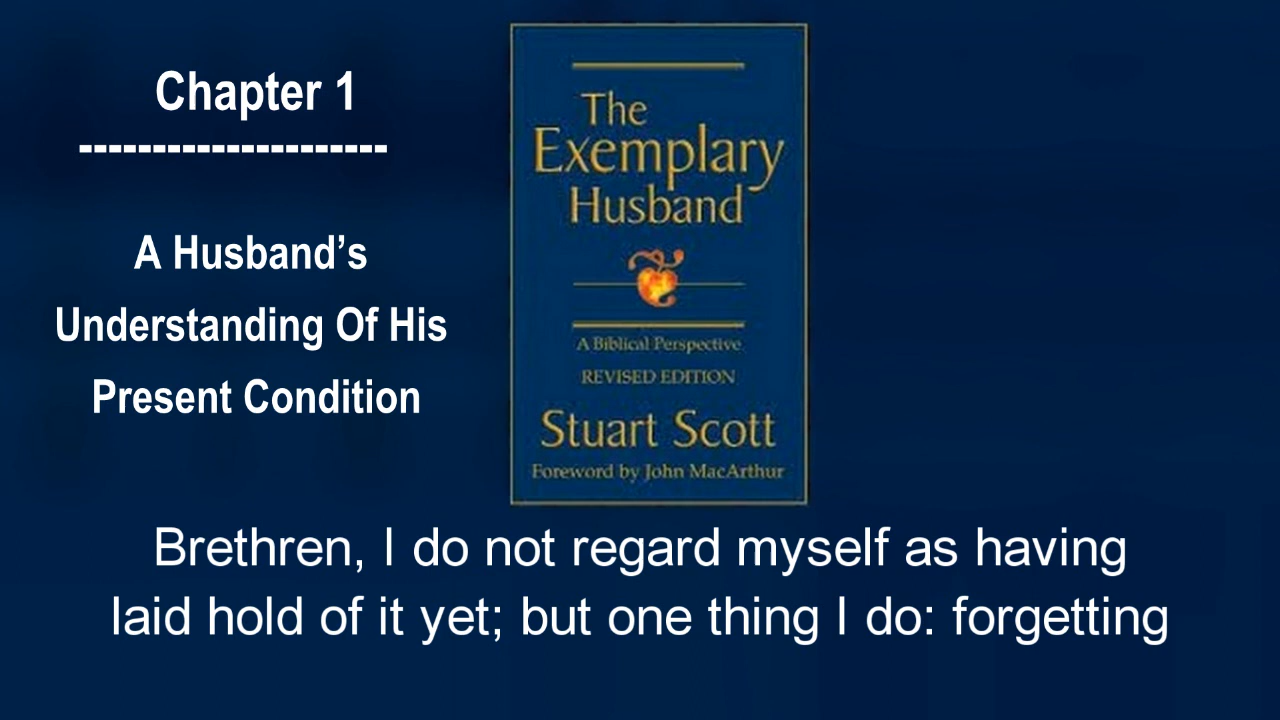 Chapter 1
---------------------
A Husband’s
Understanding Of His
Present Condition
The
Exemplary
Husband
A Biblical Perspective
REVISED EDITION
Stuart Scott
Foreword by John MacArthur
Brethren, I do not regard myself as having
laid hold of it yet; but one thing I do: forgetting